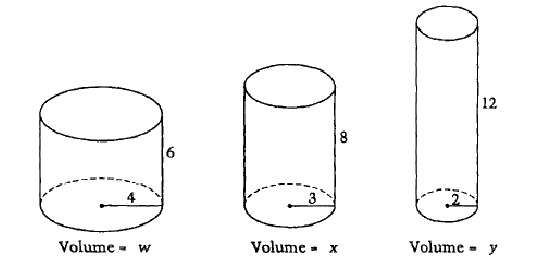 12
8
6
4
3
2
Volume = w
Volume = x
Volume = y